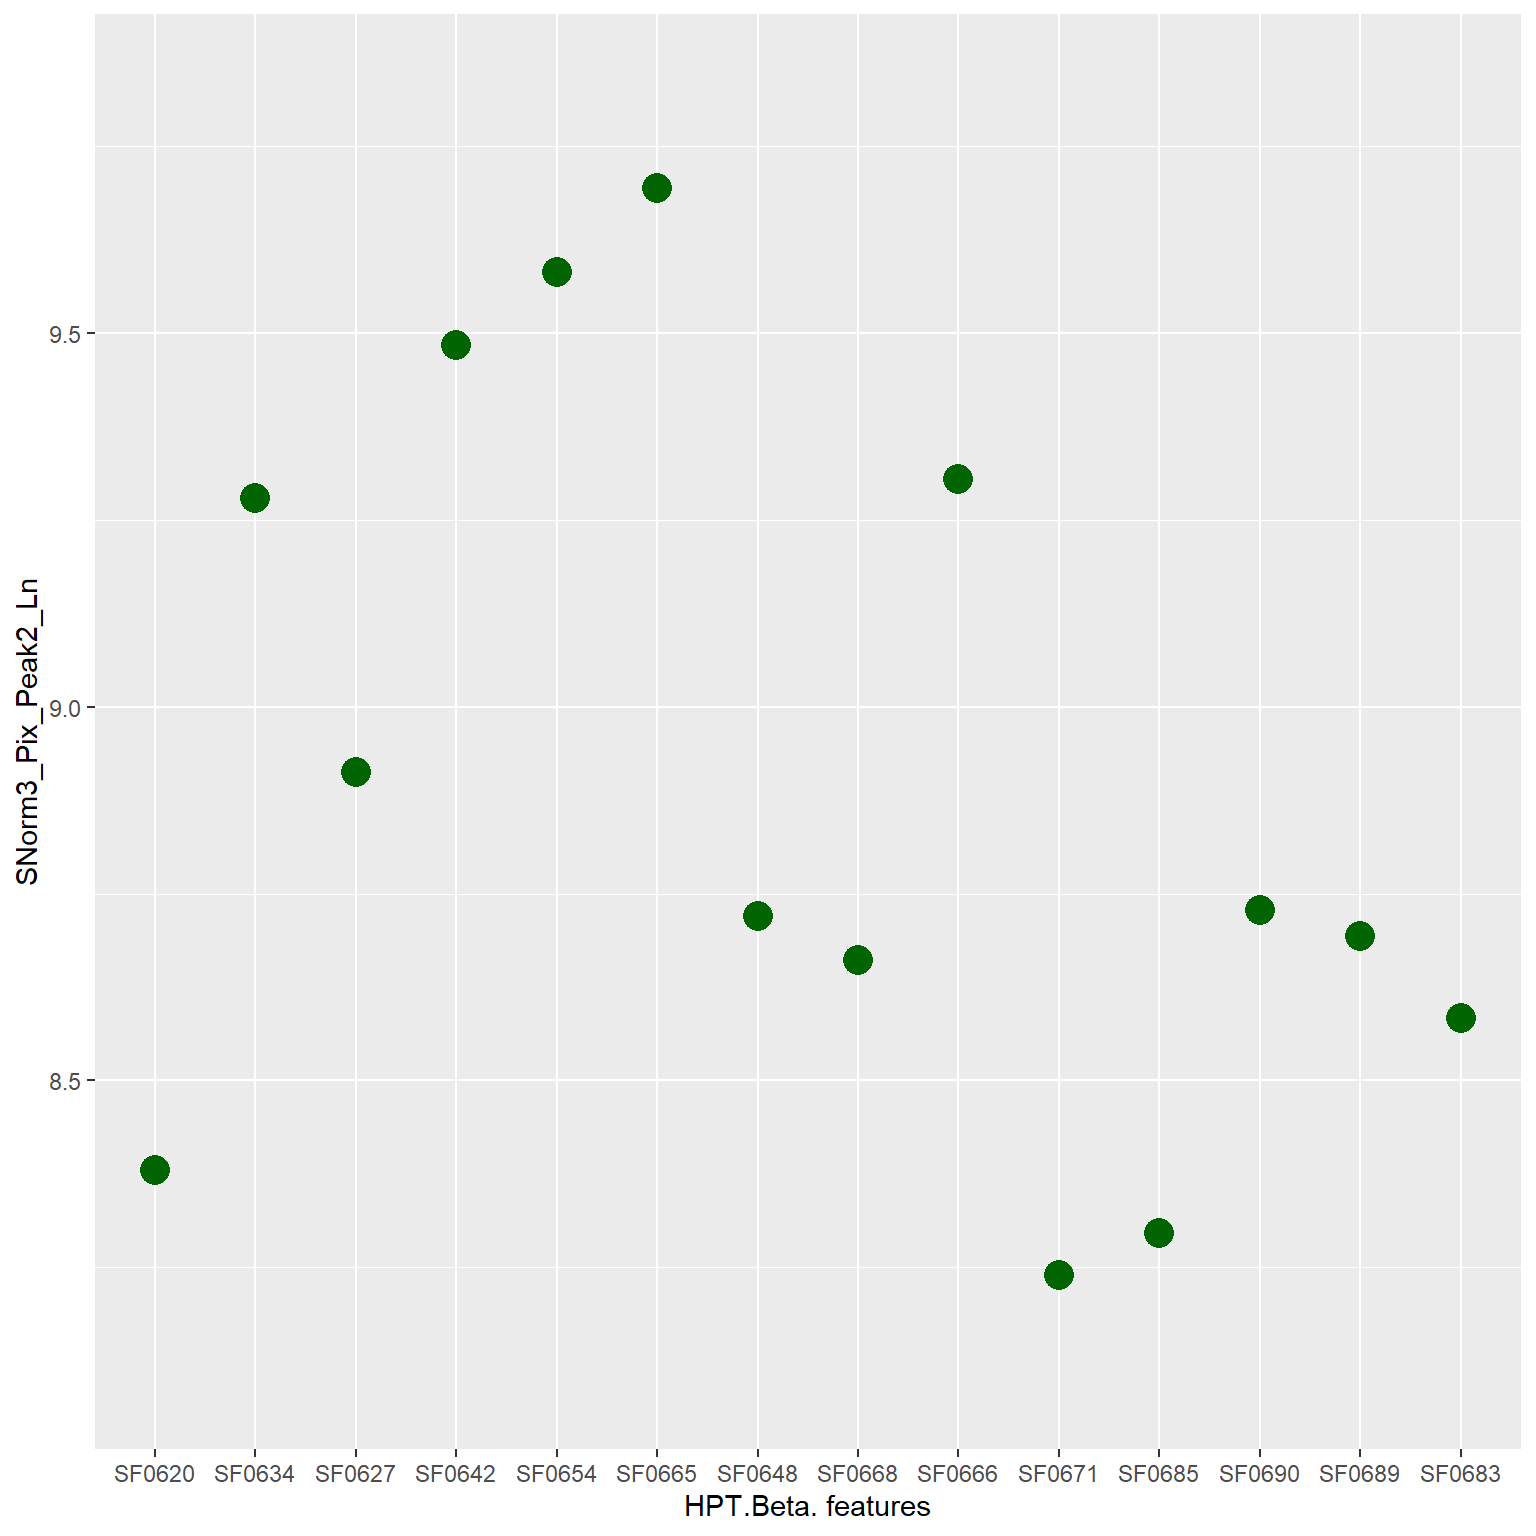 SNorm3_Pix_Peak2_Ln
9.5
9.0
8.5
SF0620 SF0634 SF0627 SF0642 SF0654 SF0665 SF0648 SF0668 SF0666 SF0671 SF0685 SF0690 SF0689 SF0683
HPT.Beta. features